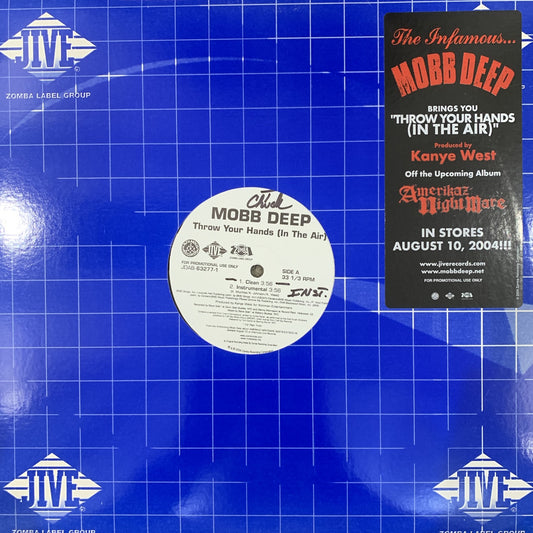 JIVE
ZOMBA LABEL GROUP
JIVE
The Infamous...
MOBB DEEP
BRINGS YOU
"THROW YOUR HANDS
(IN THE AIR)"
Produced by
Kanye West
Off the Upcoming Album
Amerikaz
NightMare
IN STORES
AUGUST 10, 2004!!!
www.jiverecords.com
www.mobbdeep.net
FOR PROMOTIONAL USE ONLY
MOBB DEEP
Throw Your Hands (In The Air)
FOR PROMOTIONAL USE ONLY
JDAB-63277-1
SIDE A
33 1/3 RPM
1. Clean 3:56
2. Instrumental 3:56
INST.
JIVE
ZOMBA LABEL GROUP
JIVE
ZOMBA LABEL GROUP